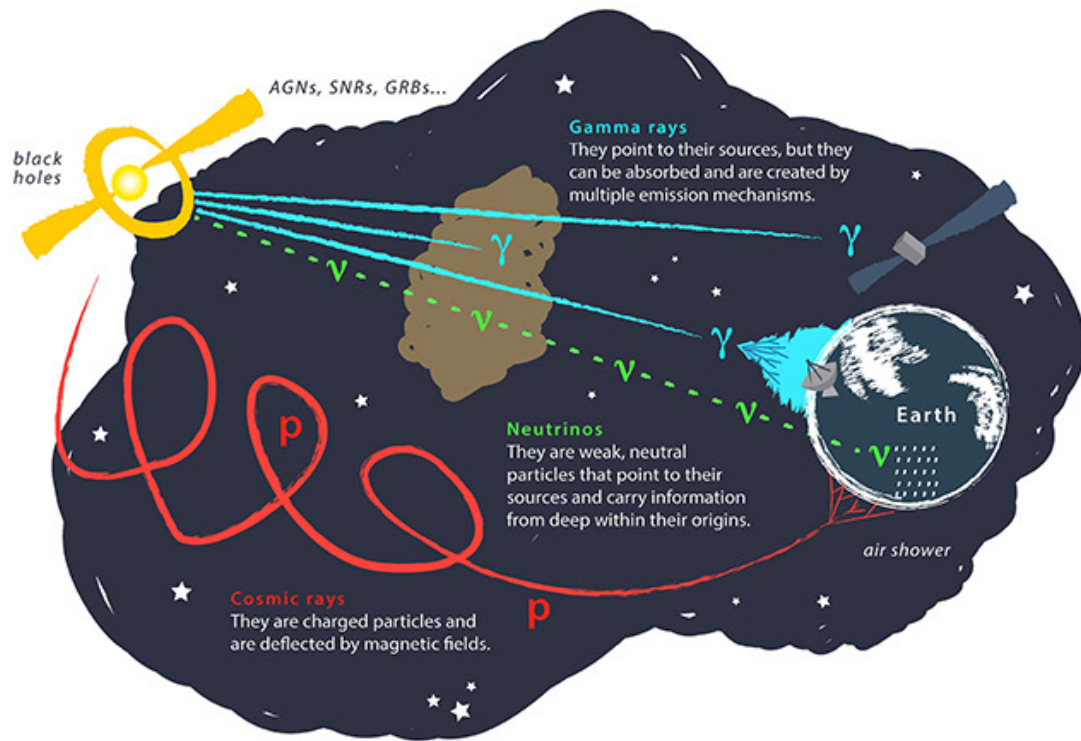 AGNs, SNRs, GRBs...
black
holes
Gamma rays
They point to their sources, but they
can be absorbed and are created by
multiple emission mechanisms.
γ
γ
γ
ν
ν
ν
ν
ν
Earth
Neutrinos
They are weak, neutral
particles that point to their
sources and carry information
from deep within their origins.
p
air shower
p
Cosmic rays
They are charged particles and
are deflected by magnetic fields.